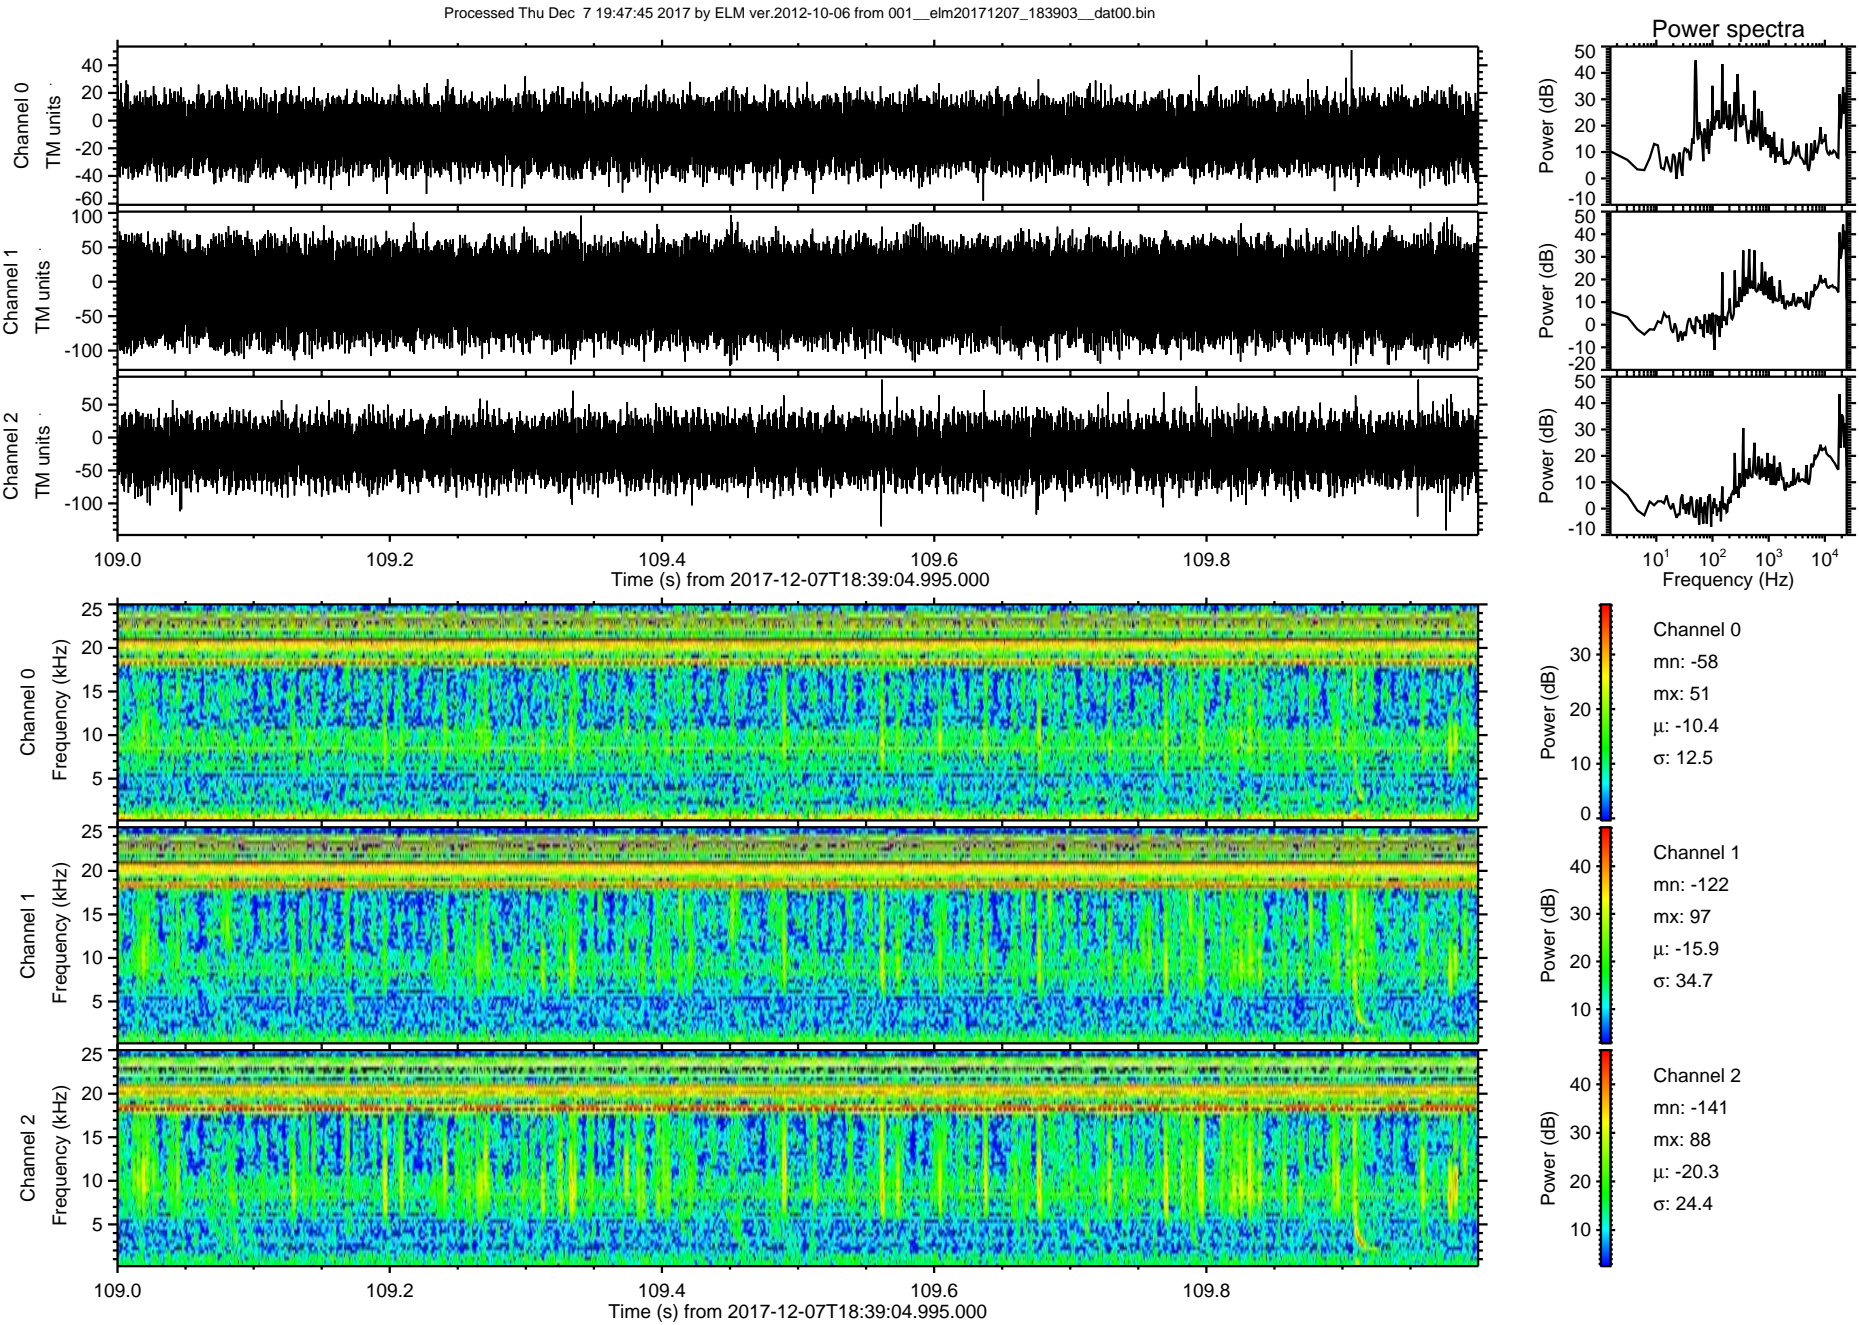 Processed Thu Dec  7 19:47:45 2017 by ELM ver.2012-10-06 from 001__elm20171207_183903__dat00.bin
Power spectra
Channel 0
TM units
40
20
0
-20
-40
-60
Power (dB)
50
40
30
20
10
0
-10
Channel 1
TM units
100
50
0
-50
-100
Power (dB)
50
40
30
20
10
0
-10
-20
Channel 2
TM units
50
0
-50
-100
Power (dB)
50
40
30
20
10
0
-10
109.0 109.2 109.4 109.6 109.8
Time (s) from 2017-12-07T18:39:04.995.000
10¹ 10² 10³ 10⁴
Frequency (Hz)
Channel 0
Frequency (kHz)
25
20
15
10
5
Power (dB)
30
20
10
0
Channel 0
mn: -58
mx: 51
μ: -10.4
σ: 12.5
Channel 1
Frequency (kHz)
25
20
15
10
5
Power (dB)
40
30
20
10
Channel 1
mn: -122
mx: 97
μ: -15.9
σ: 34.7
Channel 2
Frequency (kHz)
25
20
15
10
5
Power (dB)
40
30
20
10
Channel 2
mn: -141
mx: 88
μ: -20.3
σ: 24.4
109.0 109.2 109.4 109.6 109.8
Time (s) from 2017-12-07T18:39:04.995.000